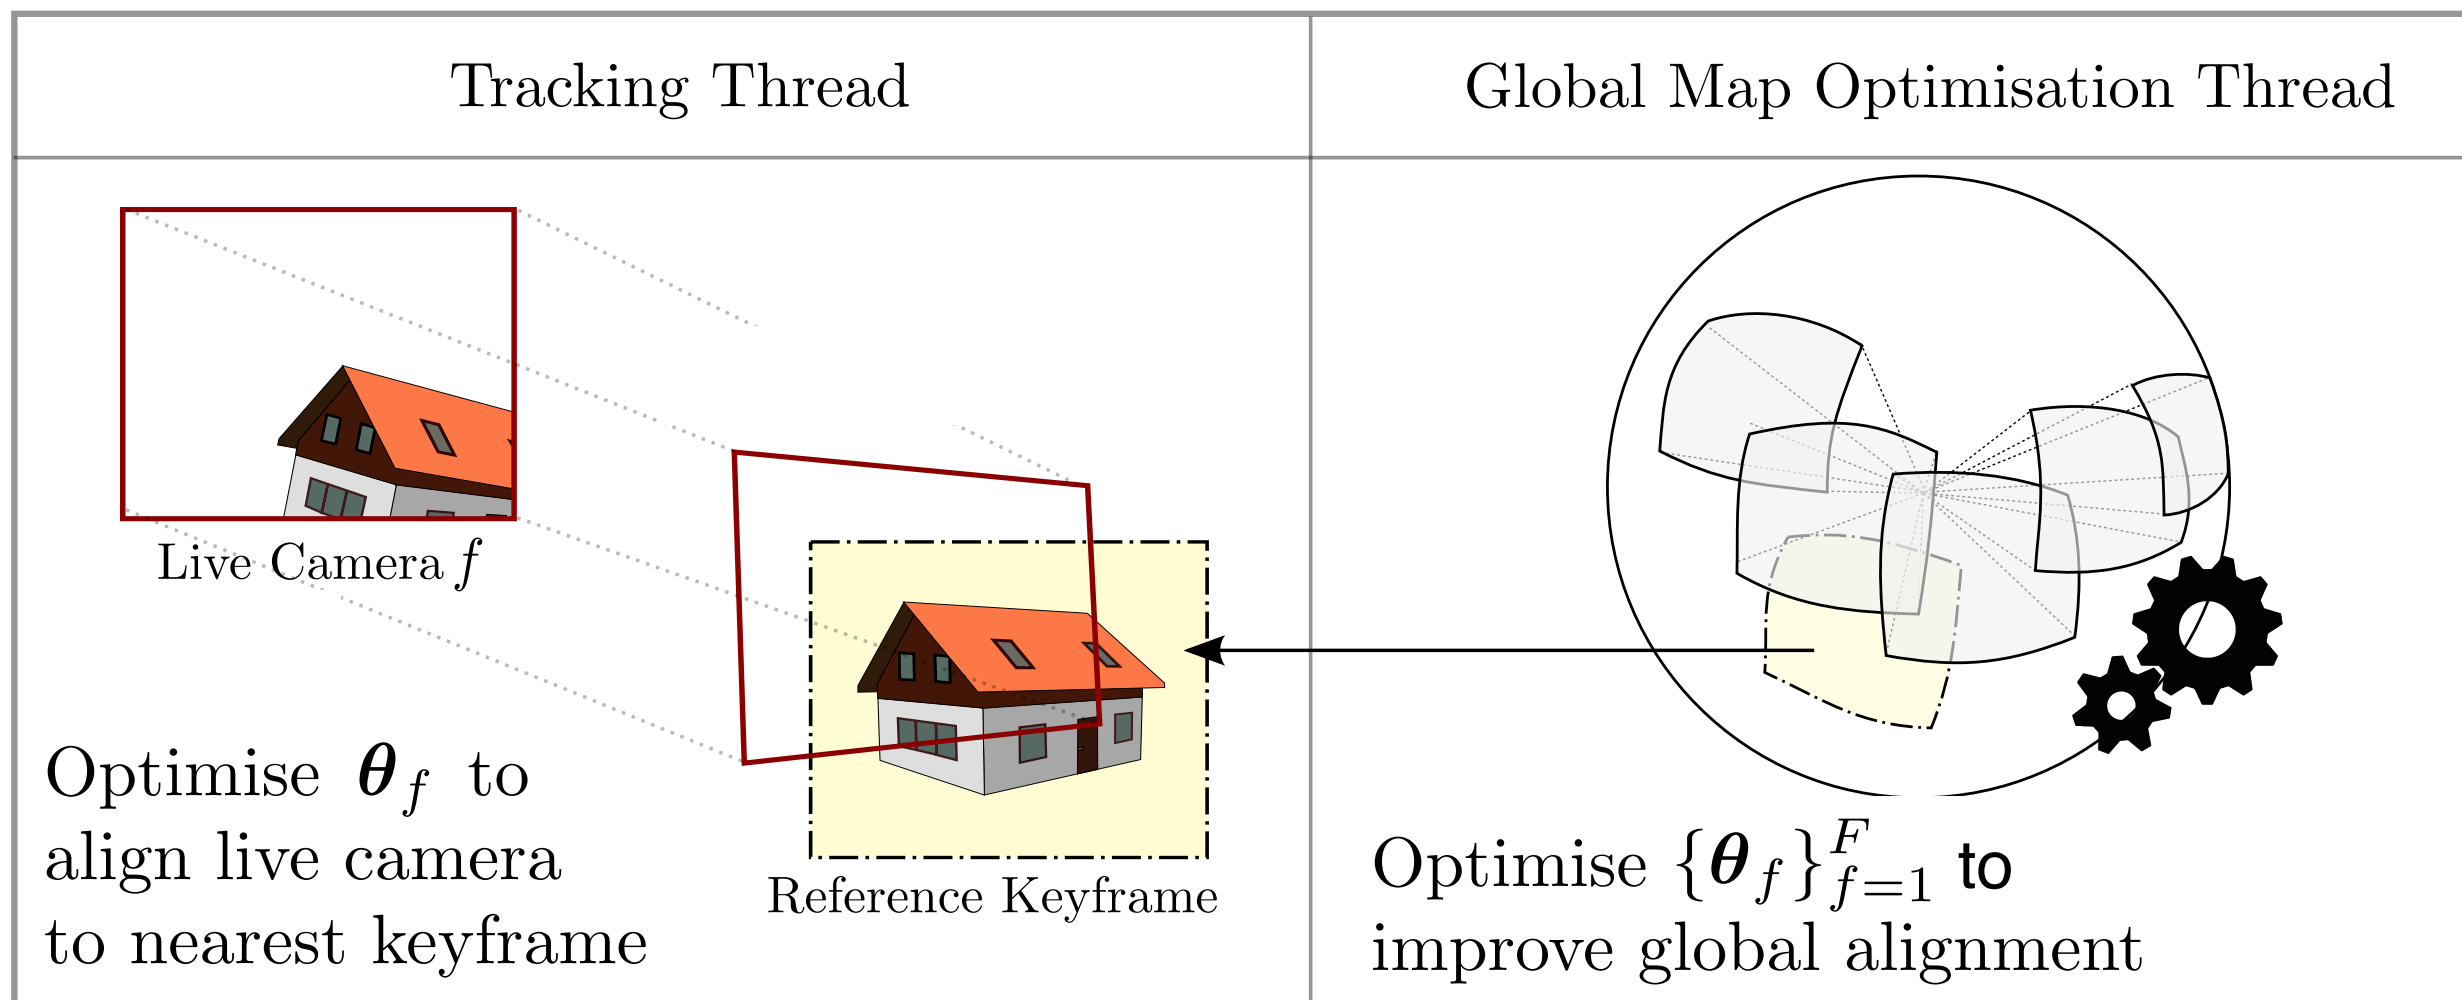 Tracking Thread
Global Map Optimisation Thread
Live Camera f
Reference Keyframe
Optimise θ_f to
align live camera
to nearest keyframe
Optimise {θ_f}_{f=1}^F to
improve global alignment